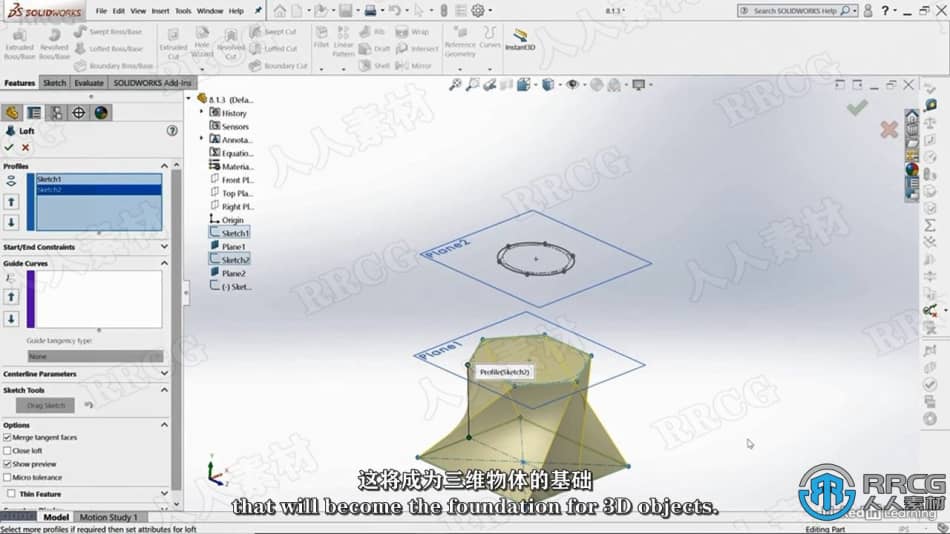 SOLIDWORKS
File Edit View Insert Tools Window Help
8.1.3 *
Search SOLIDWORKS Help
Extruded Boss/Base
Revolved Boss/Base
Swept Boss/Base
Lofted Boss/Base
Boundary Boss/Base
Extruded Cut
Hole Wizard
Revolved Cut
Swept Cut
Lofted Cut
Boundary Cut
Fillet
Linear Pattern
Rib
Draft
Shell
Wrap
Intersect
Mirror
Reference Geometry
Curves
Instant3D
Features Sketch Evaluate SOLIDWORKS Add-Ins
Loft
Profiles
Sketch1
Sketch2
Start/End Constraints
Guide Curves
Guide tangency type:
None
Centerline Parameters
Sketch Tools
Drag Sketch
Options
Merge tangent faces
Close loft
Show preview
Micro tolerance
Thin Feature
8.1.3 (Defa...
History
Sensors
Annota...
Equatio...
Materia...
Front Pl...
Top Pla...
Right Pl...
Origin
Sketch1
Plane1
Sketch2
Plane2
(-) Sket...
Plane2
Plane1
Profile(Sketch2)
这将成为三维物体的基础
that will become the foundation for 3D objects.
RRCG
人人素材
Linked in Learning
Model Motion Study 1
Select more profiles if required then set attributes for loft
Editing Part
IPS